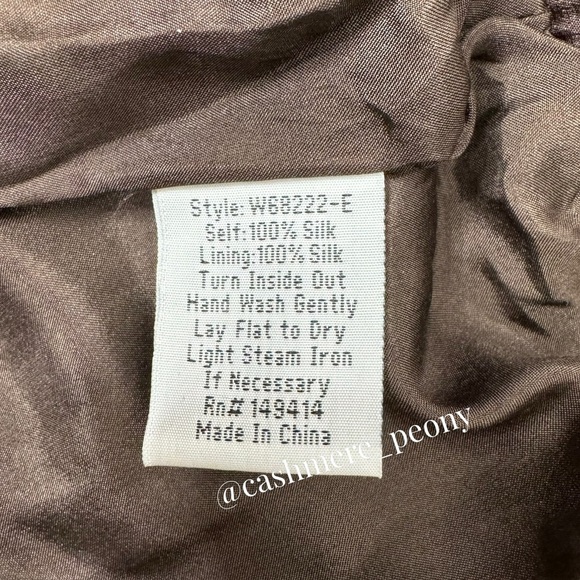 Style: W68222-E
Self:100% Silk
Lining:100% Silk
Turn Inside Out
Hand Wash Gently
Lay Flat to Dry
Light Steam Iron
If Necessary
Rn# 149414
Made In China
@cashmere_peony